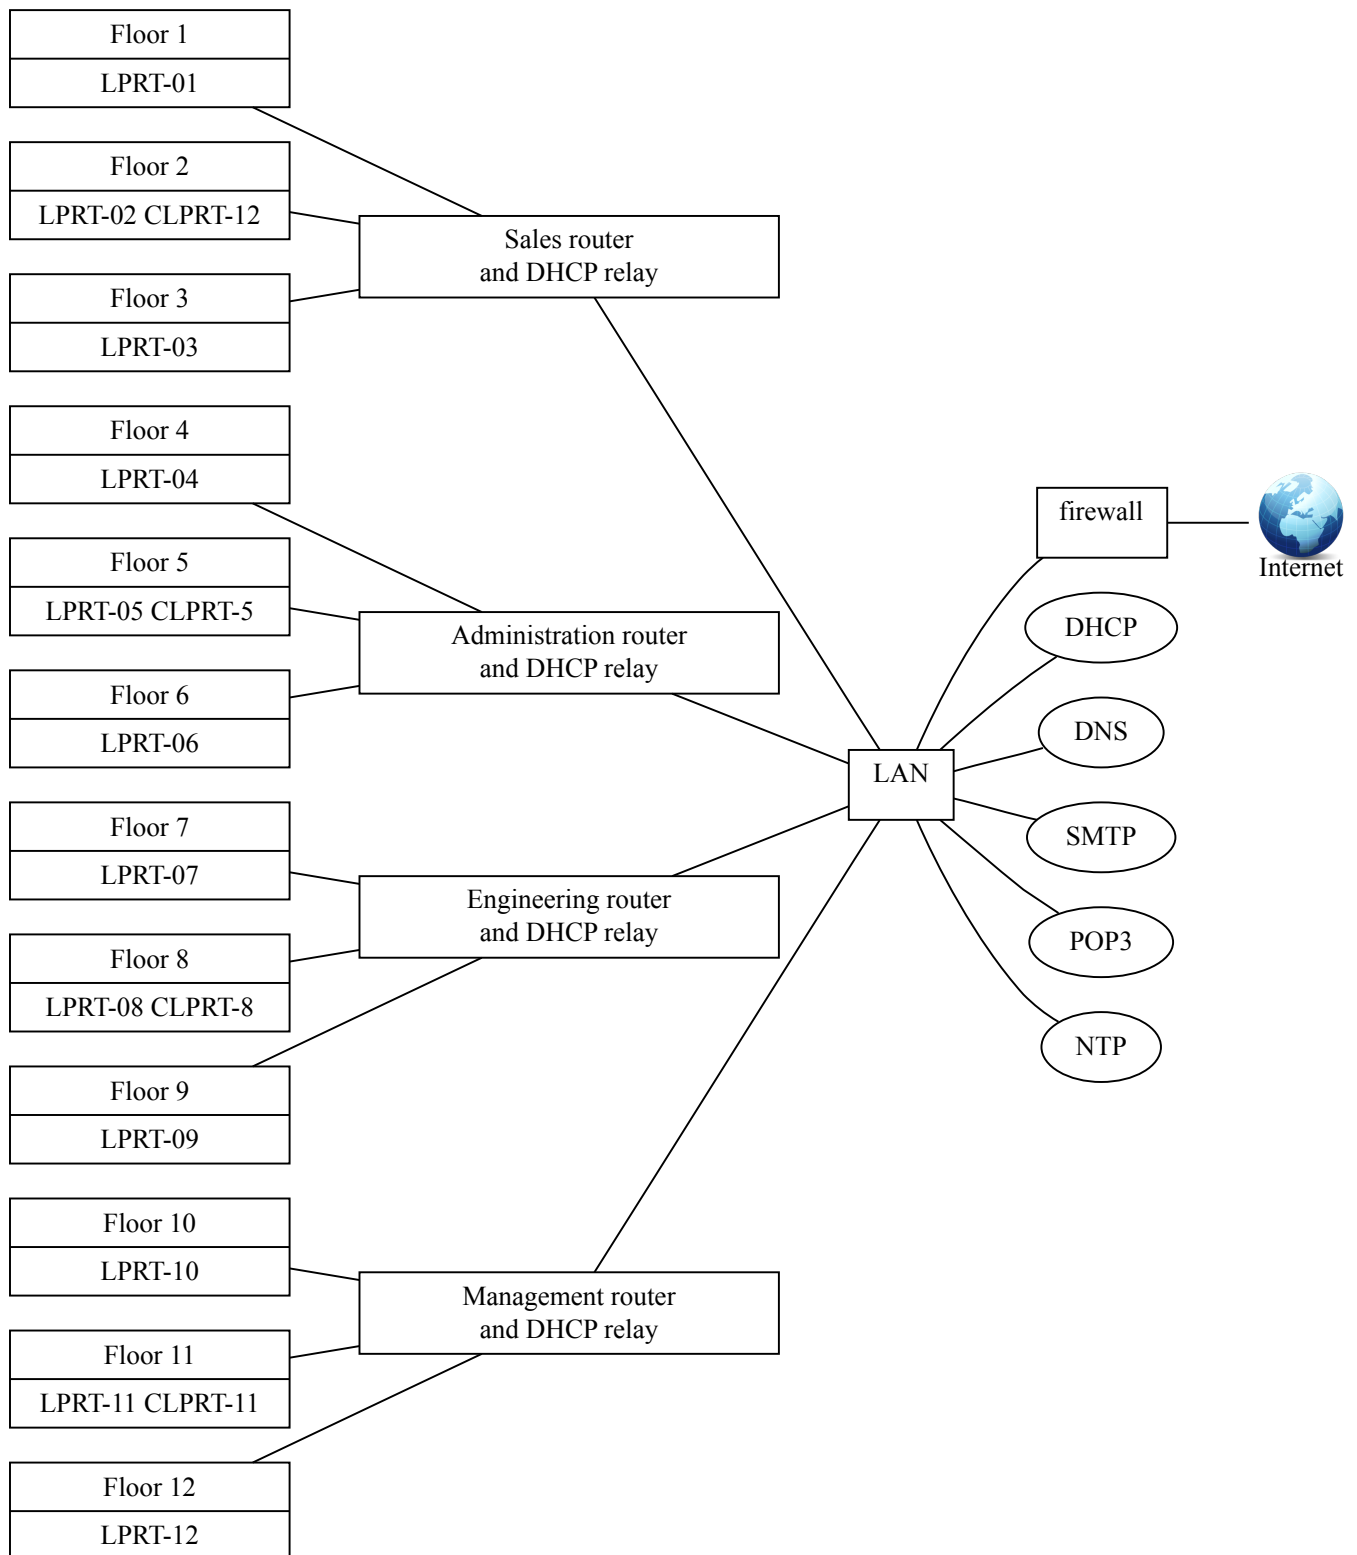 Floor 1
LPRT-01
Floor 2
LPRT-02 CLPRT-12
Floor 3
LPRT-03
Floor 4
LPRT-04
Floor 5
LPRT-05 CLPRT-5
Floor 6
LPRT-06
Floor 7
LPRT-07
Floor 8
LPRT-08 CLPRT-8
Floor 9
LPRT-09
Floor 10
LPRT-10
Floor 11
LPRT-11 CLPRT-11
Floor 12
LPRT-12
Sales router
and DHCP relay
Administration router
and DHCP relay
Engineering router
and DHCP relay
Management router
and DHCP relay
LAN
firewall
DHCP
DNS
SMTP
POP3
NTP
Internet